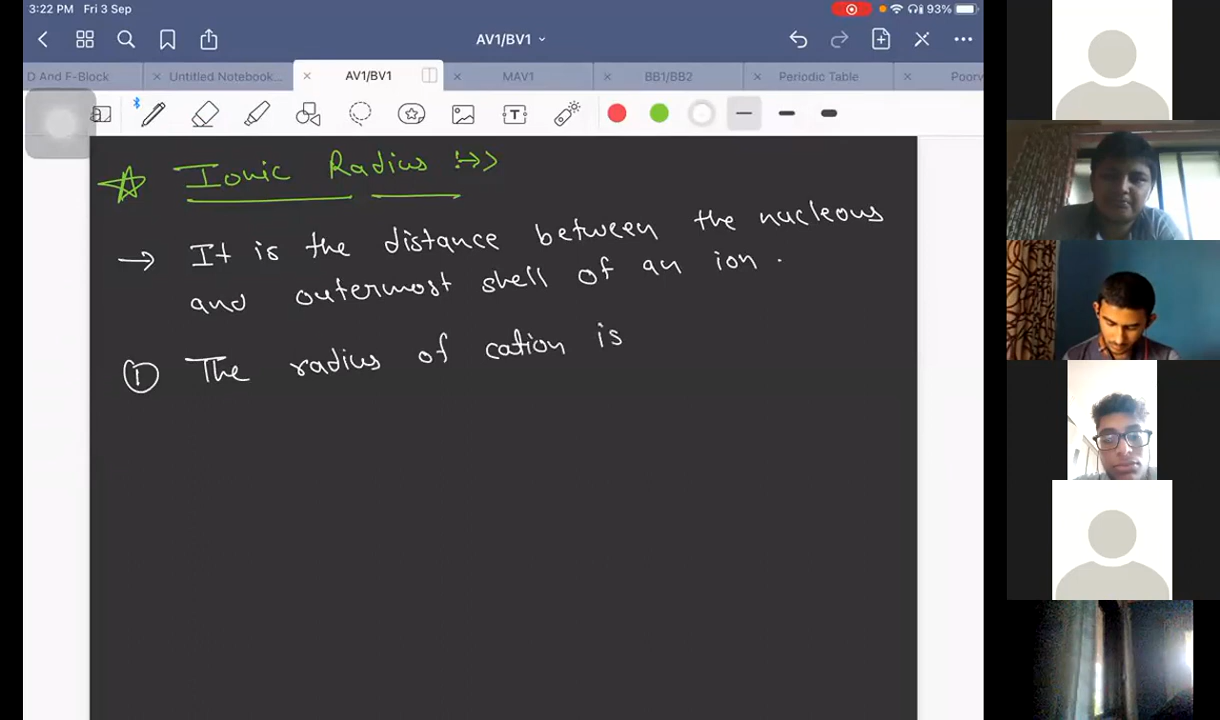 3:22 PM Fri 3 Sep
93%
AV1/BV1
D And F-Block
Untitled Notebook...
AV1/BV1
MAV1
BB1/BB2
Periodic Table
Poorw
T
Ionic Radius
→ It is the distance between the nucleous
and outermost shell of an ion.
① The radius of cation is